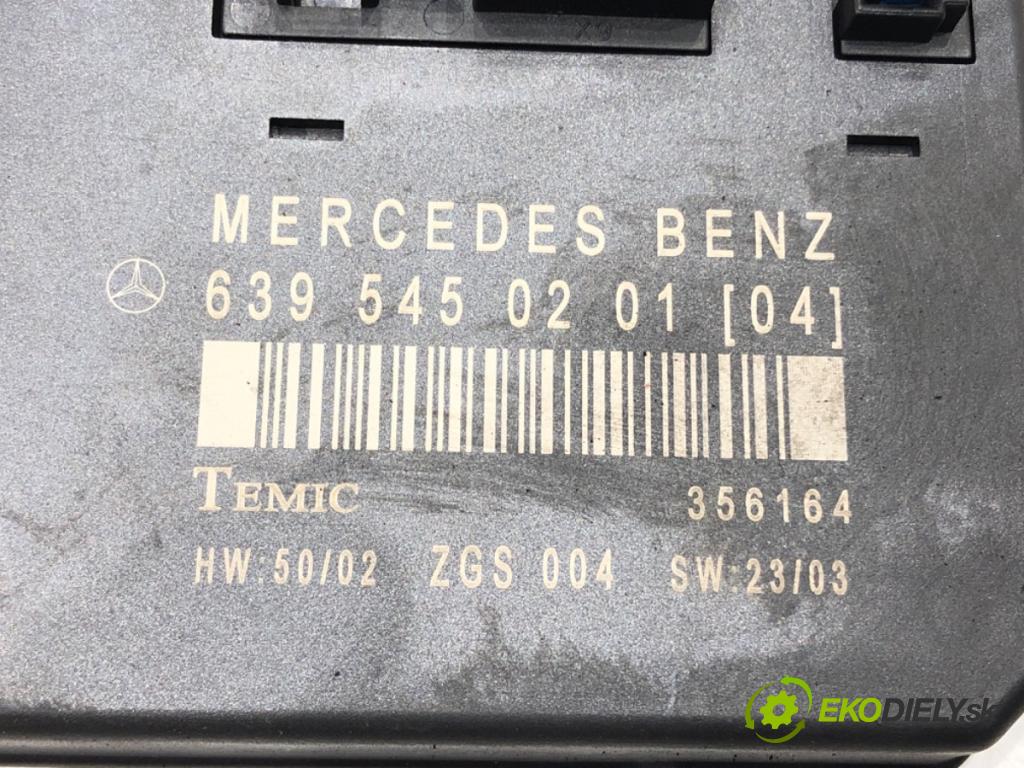 MERCEDES BENZ
639 545 02 01 [04]
TEMIC 356164
HW:50/02 ZGS 004 SW:23/03
EKODIELY.sk